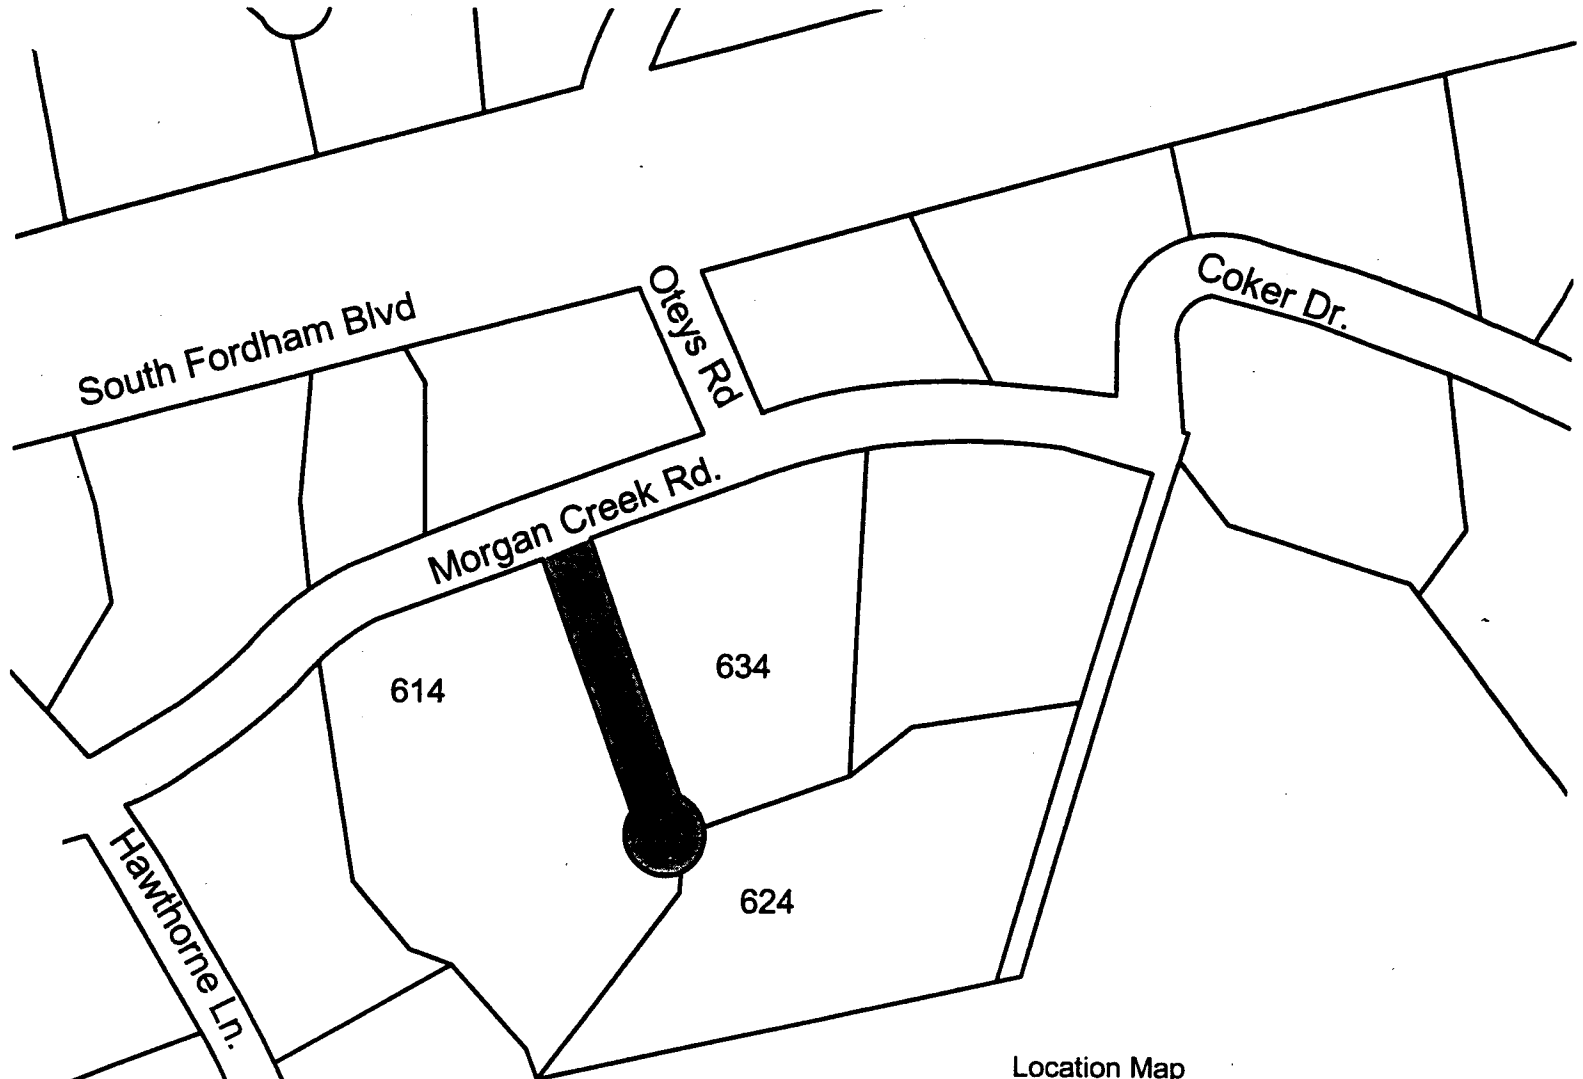 Coker Dr.
Oteys Rd
South Fordham Blvd
Morgan Creek Rd.
634
614
Hawthorne Ln.
624
Location Map